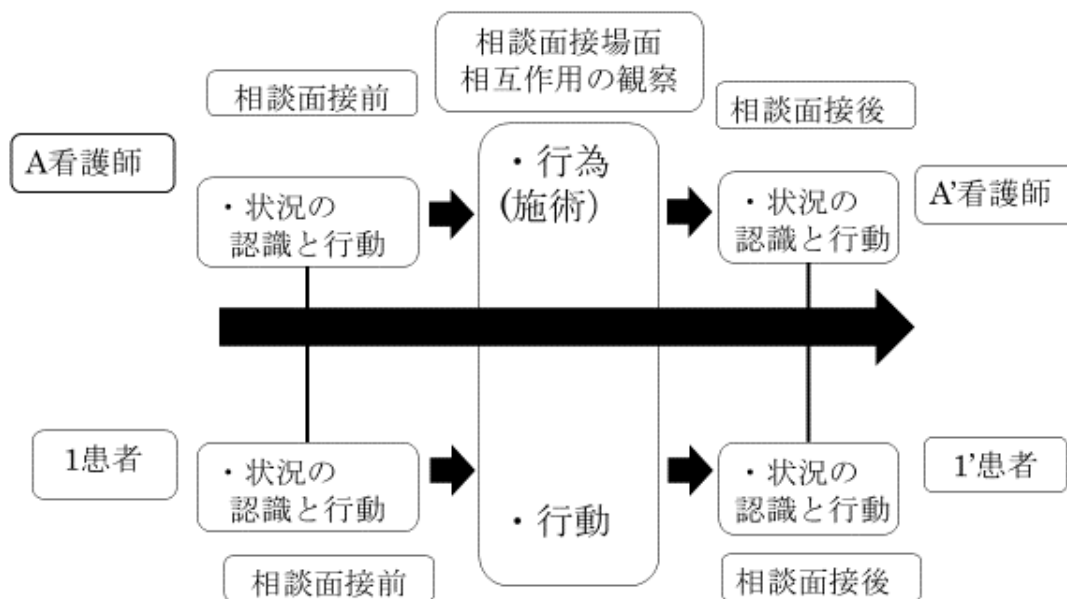 相談面接場面
相互作用の観察
相談面接前
相談面接後
A看護師
・状況の
認識と行動
・行為
(施術)
・状況の
認識と行動
A’看護師
1患者
・状況の
認識と行動
・行動
・状況の
認識と行動
1’患者
相談面接前
相談面接後